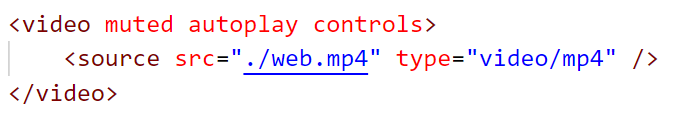 <video muted autoplay controls>
    <source src="./web.mp4" type="video/mp4" />
</video>